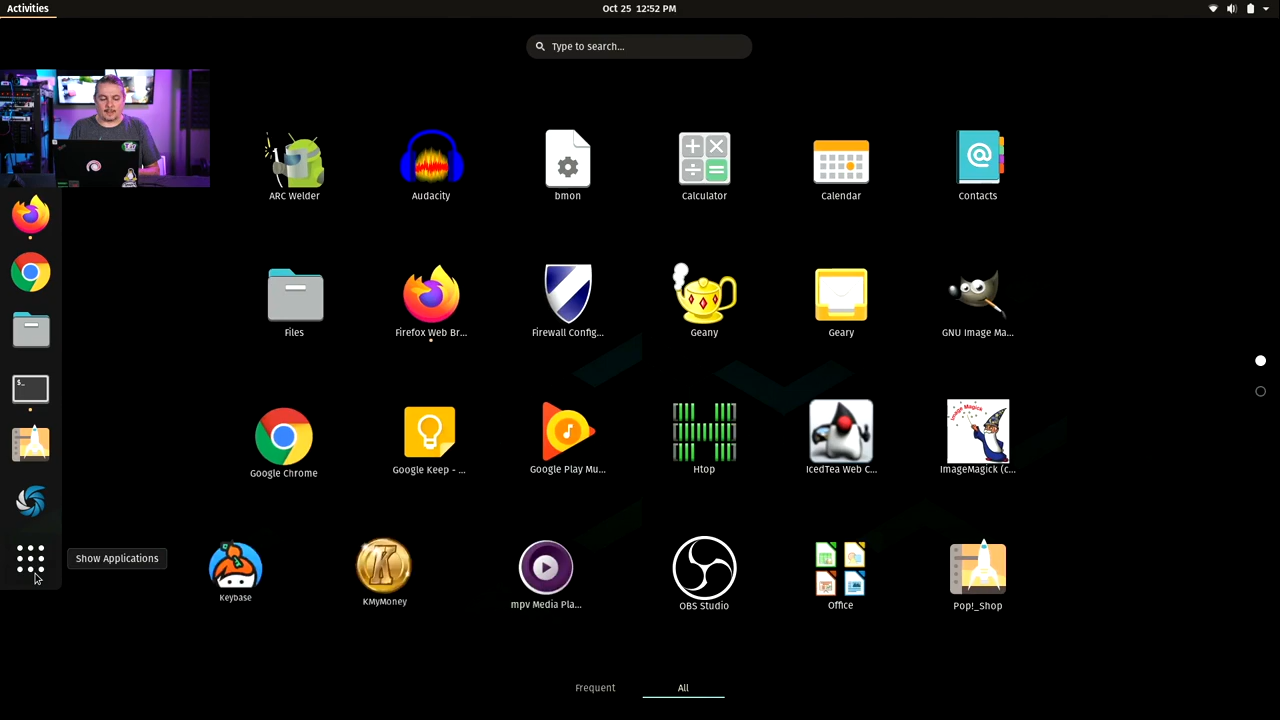 Activities
Oct 25 12:52 PM
Type to search...
ARC Welder
Audacity
bmon
Calculator
Calendar
Contacts
Files
Firefox Web Br...
Firewall Config...
Geany
Geary
GNU Image Ma...
Google Chrome
Google Keep - ...
Google Play Mu...
Htop
IcedTea Web C...
Image Magick
ImageMagick (c...
Show Applications
Keybase
KMyMoney
mpv Media Pla...
OBS Studio
Office
Pop!_Shop
Frequent
All